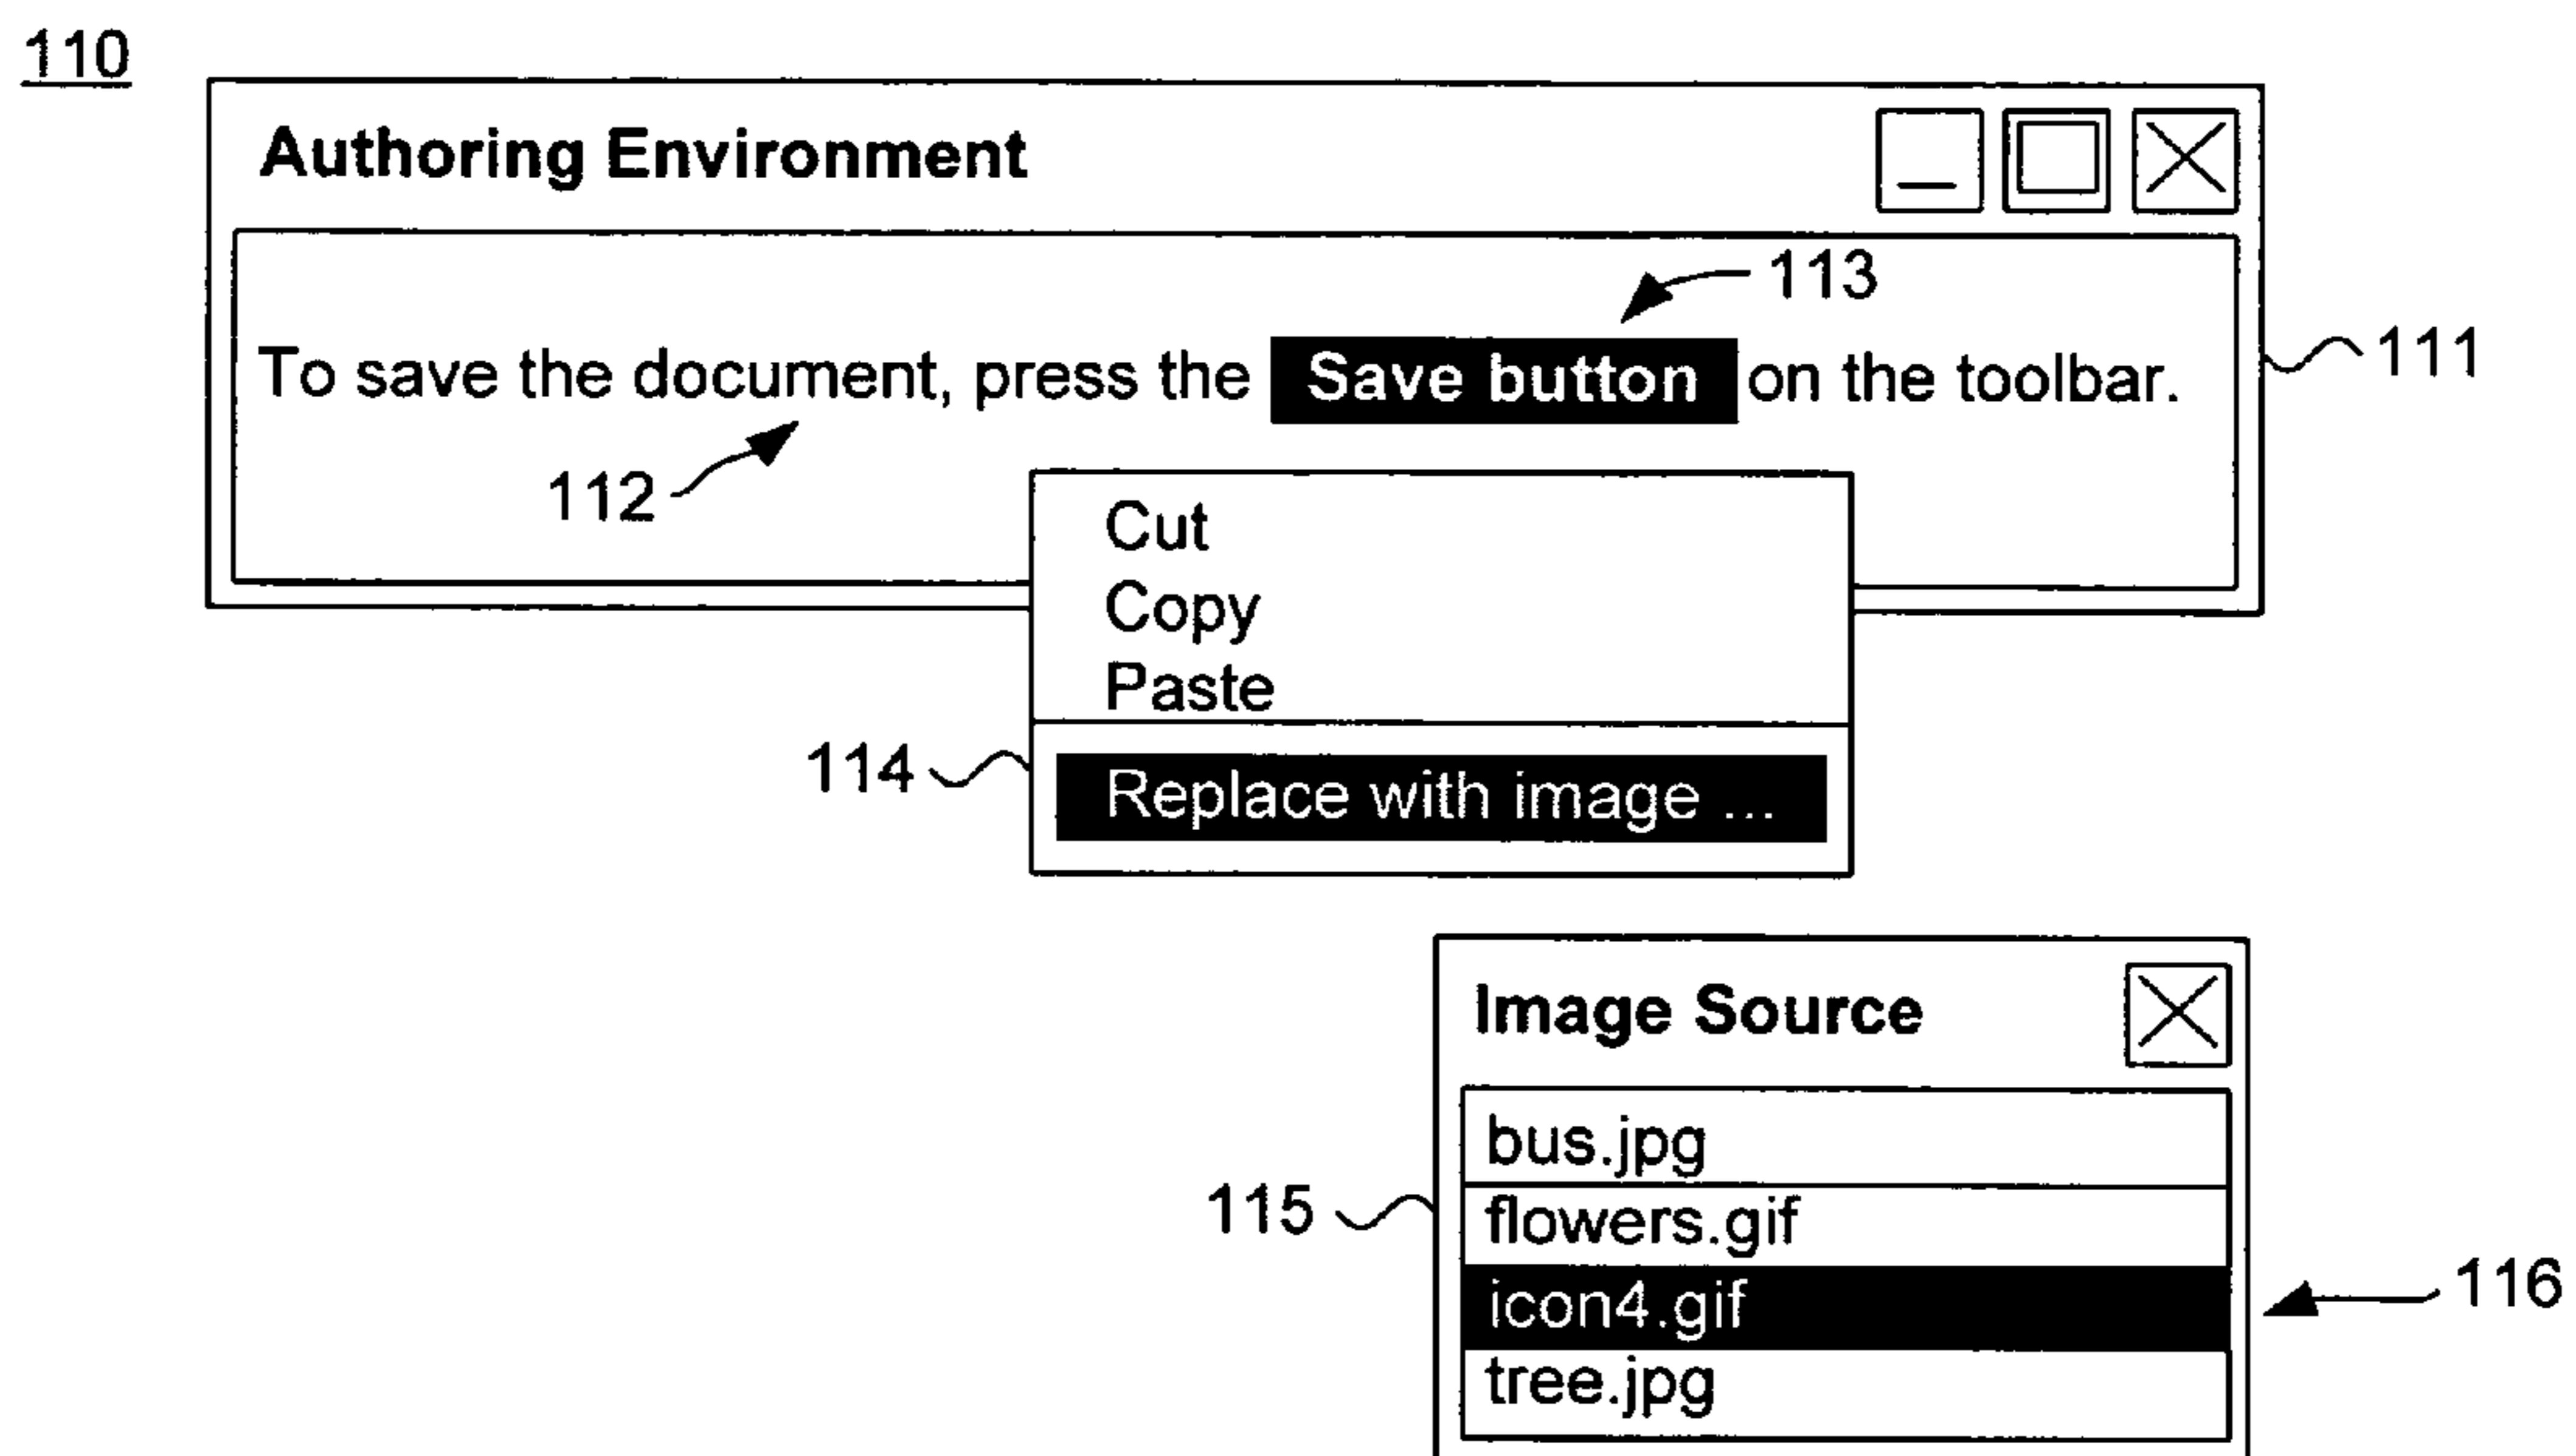 110
Authoring Environment
113
To save the document, press the Save button on the toolbar.
111
112
Cut
Copy
Paste
114
Replace with image ...
Image Source
bus.jpg
115
flowers.gif
icon4.gif
116
tree.jpg